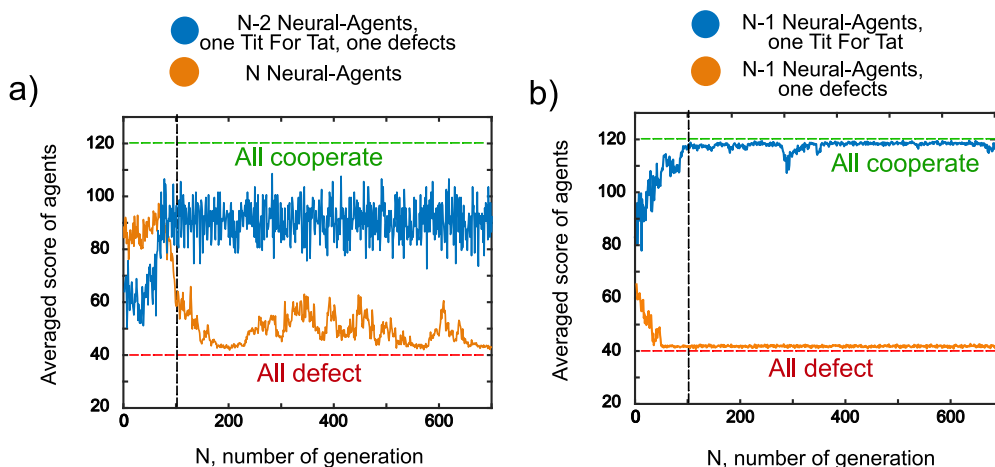 N-2 Neural-Agents,
one Tit For Tat, one defects
N Neural-Agents
a)
120
100
80
60
40
20
All cooperate
All defect
Averaged score of agents
0
200
400
600
N, number of generation
N-1 Neural-Agents,
one Tit For Tat
N-1 Neural-Agents,
one defects
b)
120
100
80
60
40
20
All cooperate
All defect
Averaged score of agents
0
200
400
600
N, number of generation